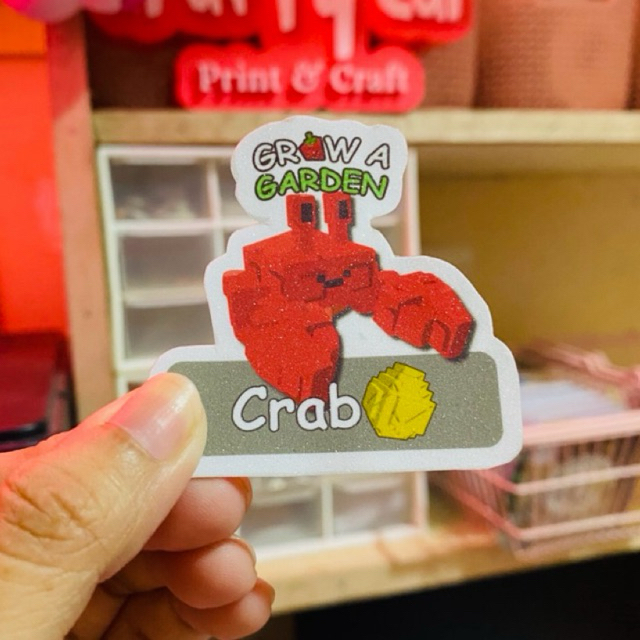 Print & Craft
GROW A
GARDEN
Crab